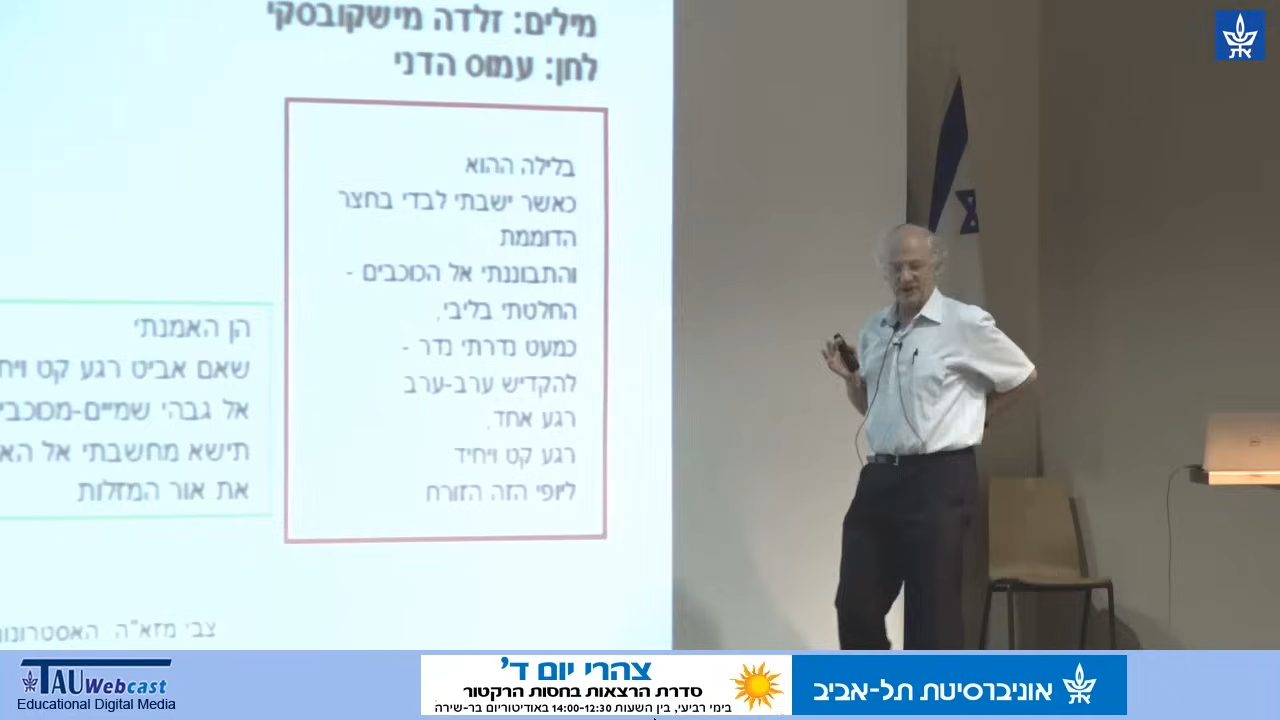 מילים: זלדה מישקובסקי
לחן: עמוס הדני
בלילה ההוא
כאשר ישבתי לבדי בחצר
הדוממת
והתבוננתי אל הכוכבים -
החלטתי בליבי,
כמעט נדרתי נדר -
להקדיש ערב-ערב
רגע אחד,
רגע קט ויחיד
ליופי הזה הזורח
הן האמנתי
שאם אביט רגע קט
אל גבהי שמיים-מכוכבי
תישא מחשבתי אל
את אור המזלות
צבי מזא"ה
TAU Webcast
Educational Digital Media
צהרי יום ד'
סדרת הרצאות בחסות הרקטור
בימי רביעי, בין השעות 14:00-12:30 באודיטוריום בר-שירה
אוניברסיטת תל-אביב